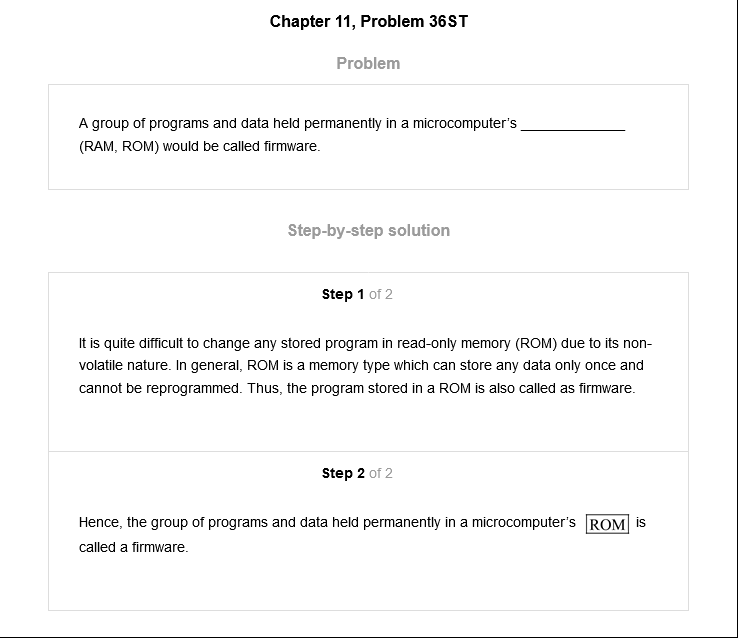 Chapter 11, Problem 36ST
Problem
A group of programs and data held permanently in a microcomputer’s ______________
(RAM, ROM) would be called firmware.
Step-by-step solution
Step 1 of 2
It is quite difficult to change any stored program in read-only memory (ROM) due to its non-
volatile nature. In general, ROM is a memory type which can store any data only once and
cannot be reprogrammed. Thus, the program stored in a ROM is also called as firmware.
Step 2 of 2
Hence, the group of programs and data held permanently in a microcomputer’s ROM is
called a firmware.